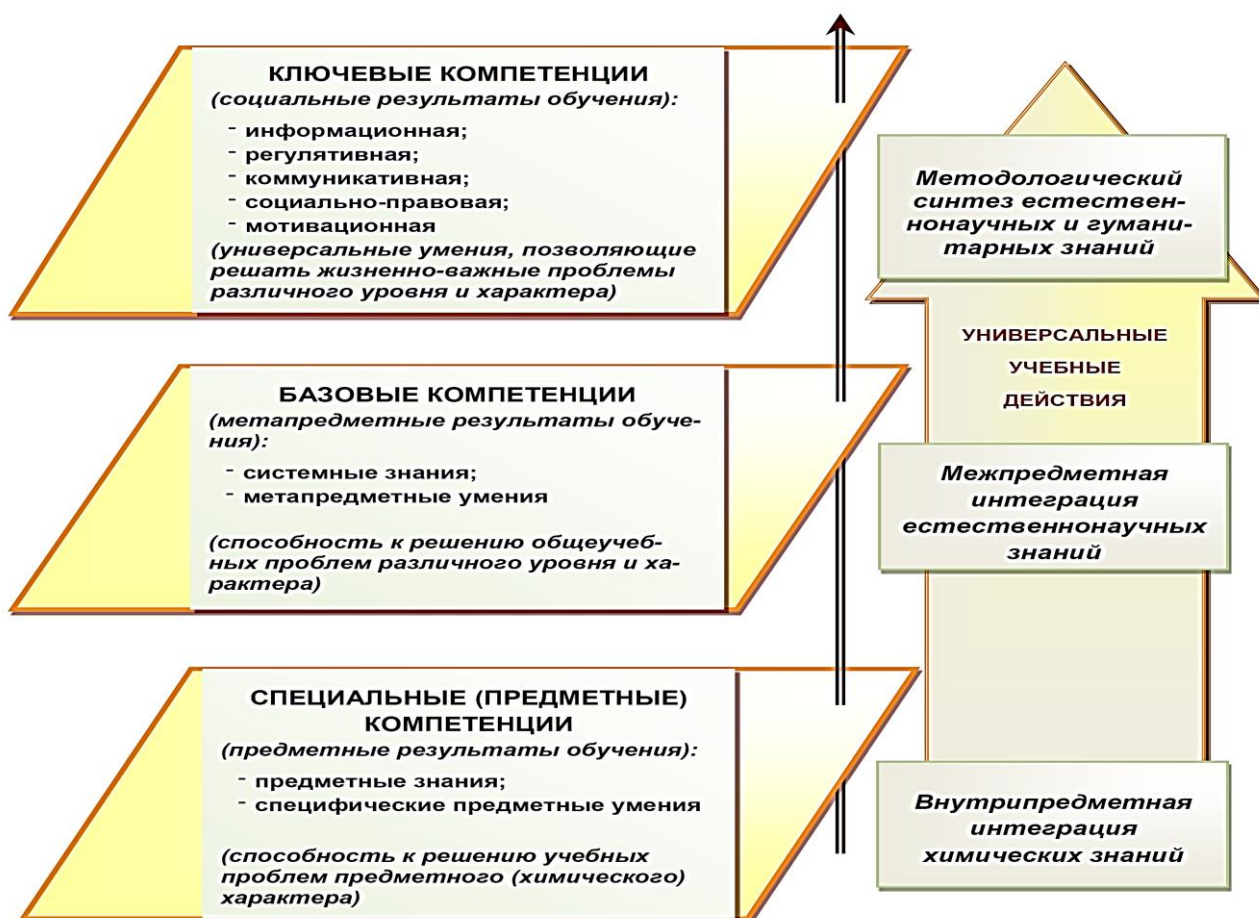 КЛЮЧЕВЫЕ КОМПЕТЕНЦИИ
(социальные результаты обучения):
- информационная;
- регулятивная;
- коммуникативная;
- социально-правовая;
- мотивационная
(универсальные умения, позволяющие
решать жизненно-важные проблемы
различного уровня и характера)
Методологический
синтез естествен-
нонаучных и гумани-
тарных знаний
УНИВЕРСАЛЬНЫЕ
УЧЕБНЫЕ
ДЕЙСТВИЯ
БАЗОВЫЕ КОМПЕТЕНЦИИ
(метапредметные результаты обуче-
ния):
- системные знания;
- метапредметные умения
(способность к решению общеучеб-
ных проблем различного уровня и ха-
рактера)
Межпредметная
интеграция
естественнонаучных
знаний
СПЕЦИАЛЬНЫЕ (ПРЕДМЕТНЫЕ)
КОМПЕТЕНЦИИ
(предметные результаты обучения):
- предметные знания;
- специфические предметные умения
(способность к решению учебных
проблем предметного (химического)
характера)
Внутрипредметная
интеграция
химических знаний